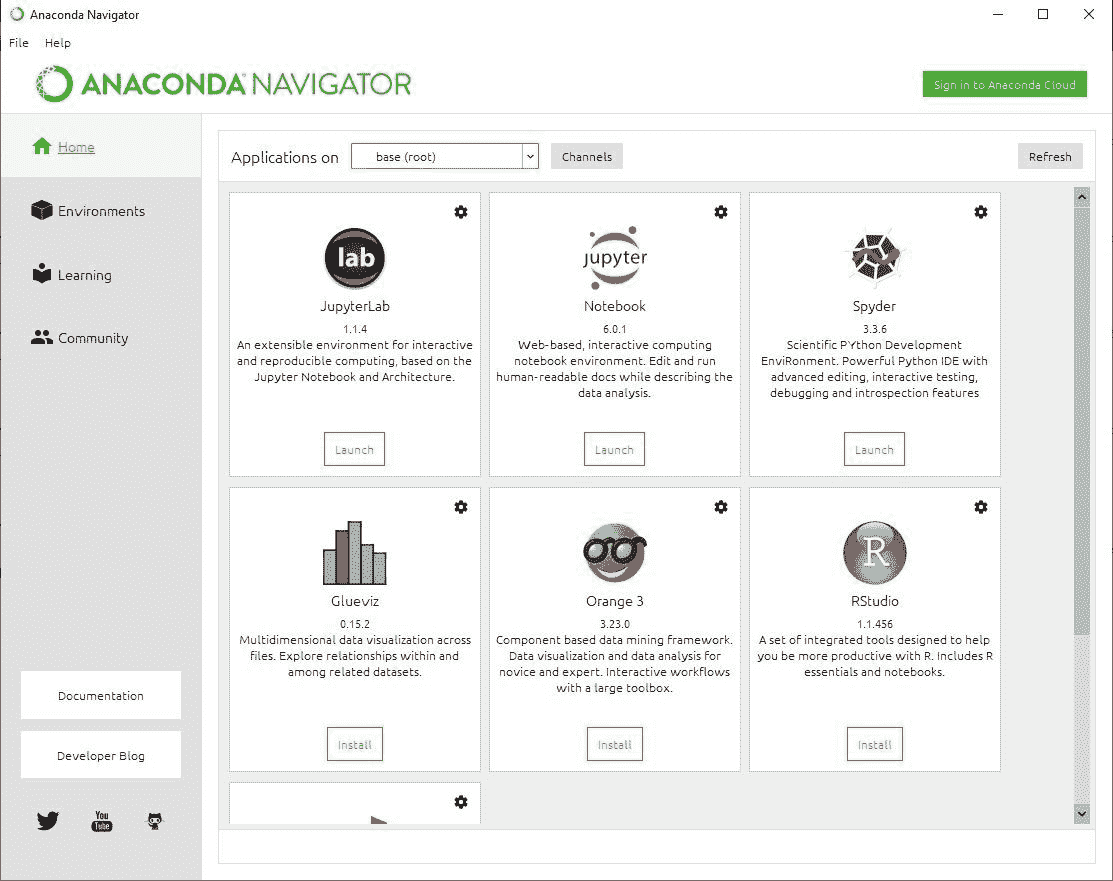 Anaconda Navigator
File Help
ANACONDA NAVIGATOR
Sign in to Anaconda Cloud
Home
Environments
Learning
Community
Documentation
Developer Blog
You
Tube
Applications on base (root) Channels Refresh
lab
JupyterLab
1.1.4
An extensible environment for interactive
and reproducible computing, based on the
Jupyter Notebook and Architecture.
Launch
jupyter
Notebook
6.0.1
Web-based, interactive computing
notebook environment. Edit and run
human-readable docs while describing the
data analysis.
Launch
Spyder
3.3.6
Scientific PYthon Development
EnviRonment. Powerful Python IDE with
advanced editing, interactive testing,
debugging and introspection features
Launch
Glueviz
0.15.2
Multidimensional data visualization across
files. Explore relationships within and
among related datasets.
Install
Orange 3
3.23.0
Component based data mining framework.
Data visualization and data analysis for
novice and expert. Interactive workflows
with a large toolbox.
Install
R
RStudio
1.1.456
A set of integrated tools designed to help
you be more productive with R. Includes R
essentials and notebooks.
Install